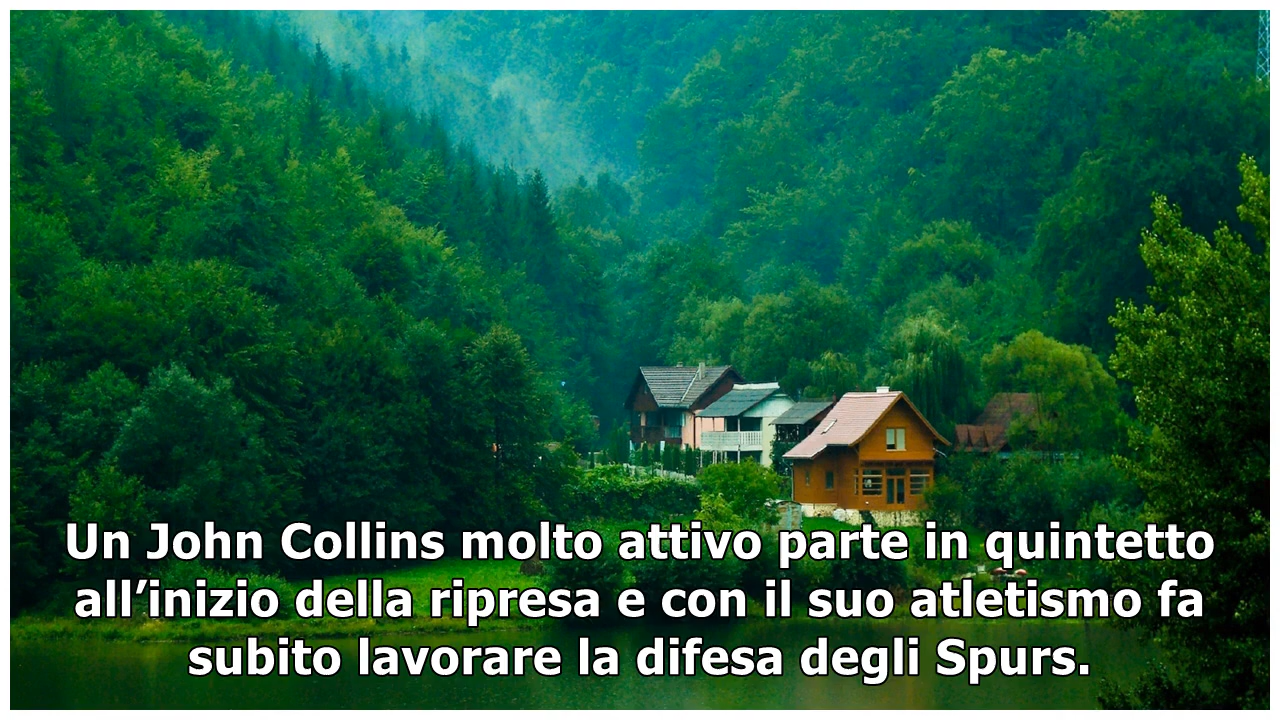 Un John Collins molto attivo parte in quintetto
all’inizio della ripresa e con il suo atletismo fa
subito lavorare la difesa degli Spurs.